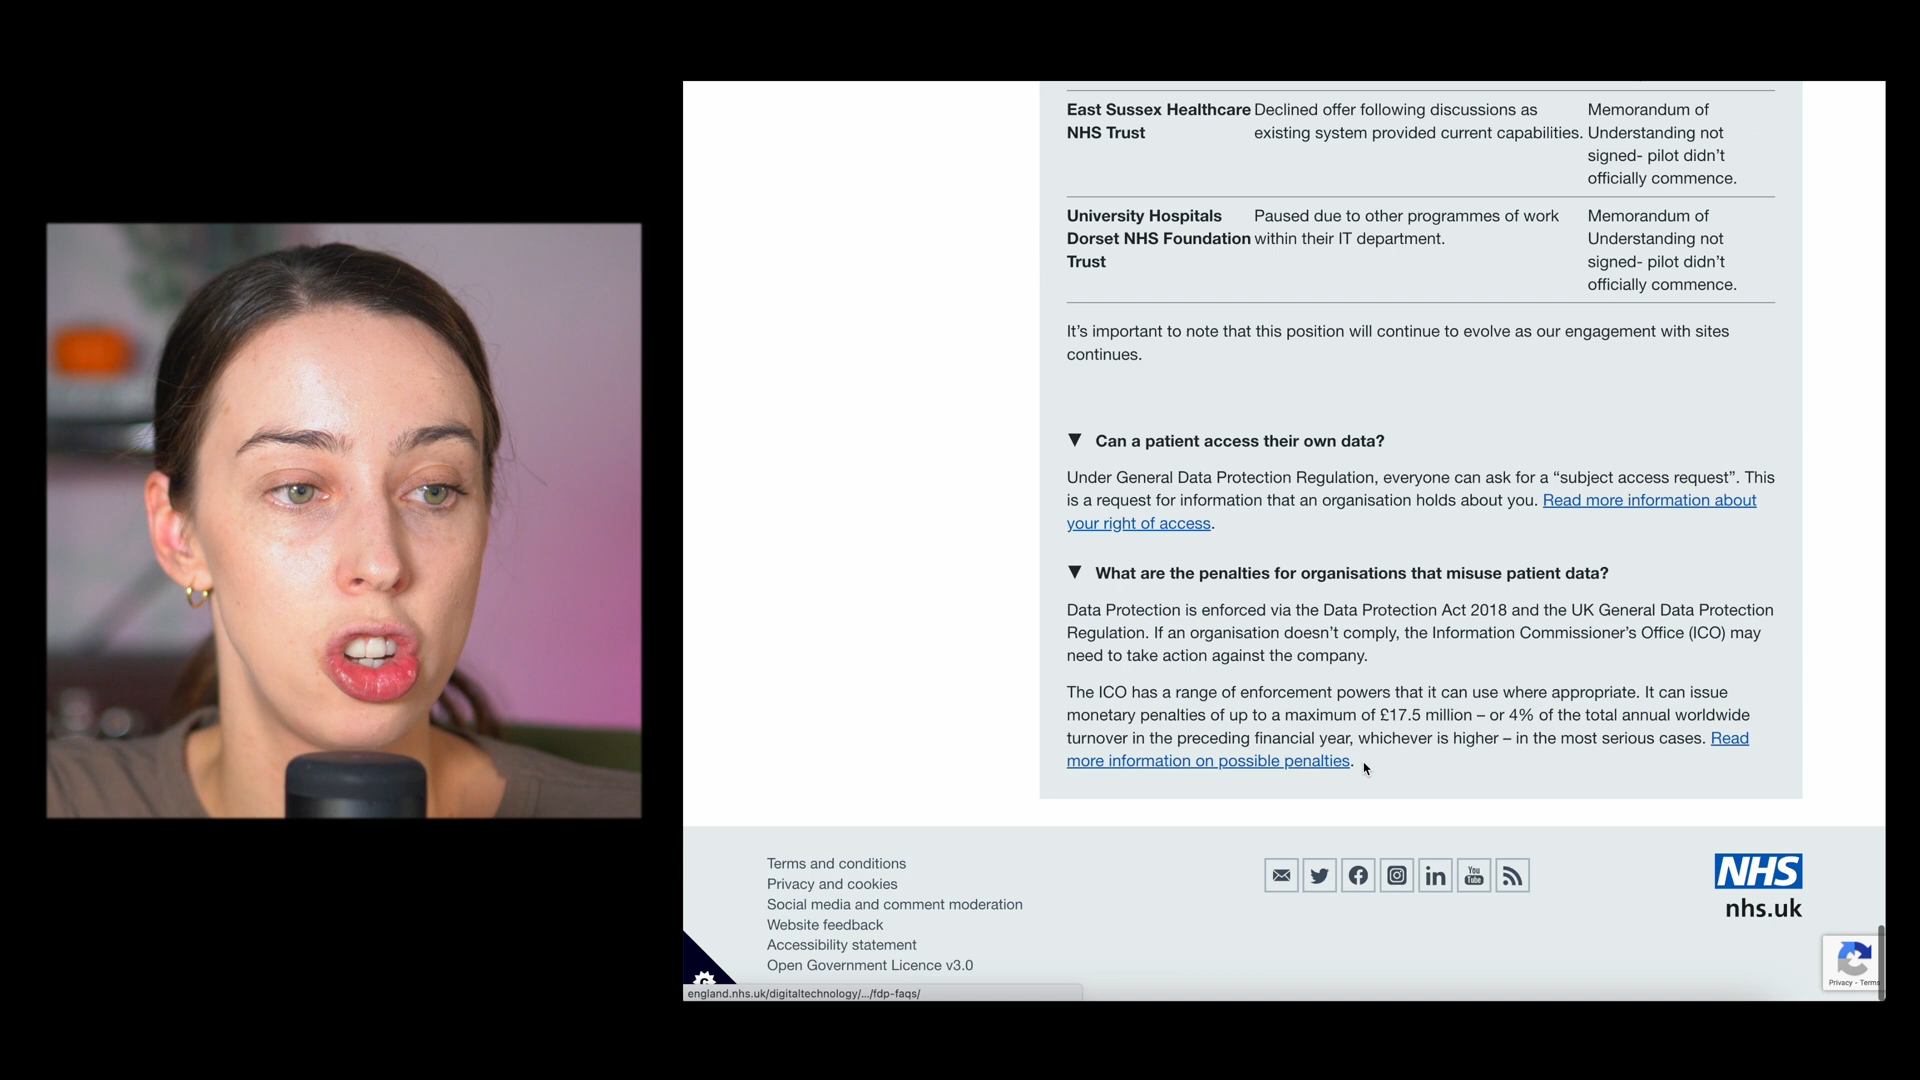 East Sussex Healthcare Declined offer following discussions as Memorandum of
NHS Trust existing system provided current capabilities. Understanding not
signed- pilot didn’t
officially commence.
University Hospitals Paused due to other programmes of work Memorandum of
Dorset NHS Foundation within their IT department. Understanding not
Trust signed- pilot didn’t
officially commence.
It’s important to note that this position will continue to evolve as our engagement with sites
continues.
▼ Can a patient access their own data?
Under General Data Protection Regulation, everyone can ask for a “subject access request”. This
is a request for information that an organisation holds about you. Read more information about
your right of access.
▼ What are the penalties for organisations that misuse patient data?
Data Protection is enforced via the Data Protection Act 2018 and the UK General Data Protection
Regulation. If an organisation doesn’t comply, the Information Commissioner’s Office (ICO) may
need to take action against the company.
The ICO has a range of enforcement powers that it can use where appropriate. It can issue
monetary penalties of up to a maximum of £17.5 million – or 4% of the total annual worldwide
turnover in the preceding financial year, whichever is higher – in the most serious cases. Read
more information on possible penalties.
Terms and conditions
Privacy and cookies
Social media and comment moderation
Website feedback
Accessibility statement
Open Government Licence v3.0
You
Tube
NHS
nhs.uk
Privacy - Terms
england.nhs.uk/digitaltechnology/.../fdp-faqs/